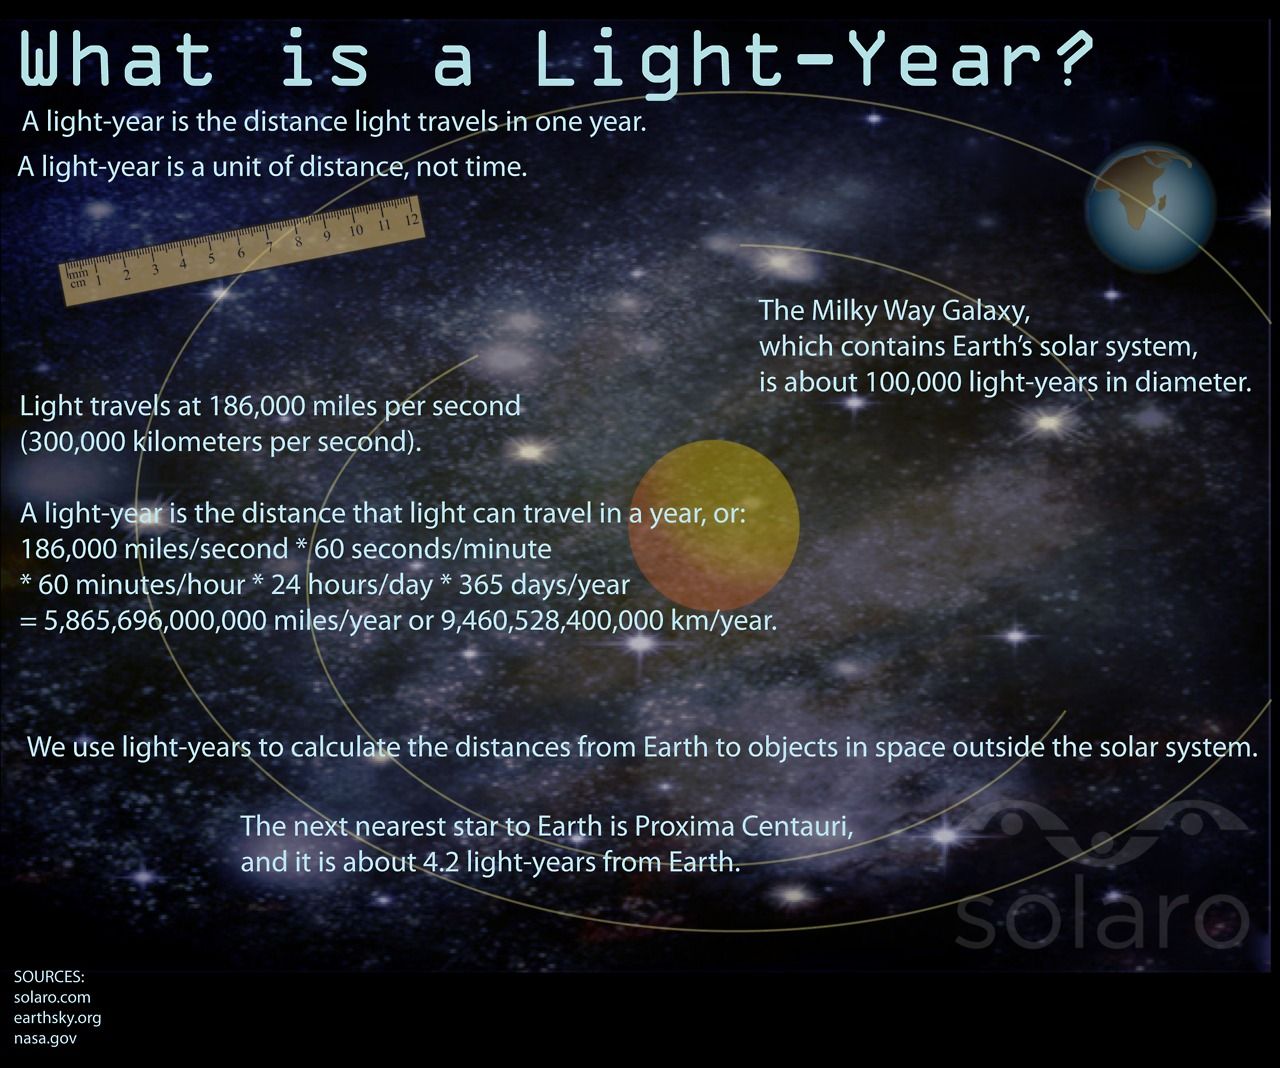 What is a Light-Year?
A light-year is the distance light travels in one year.
A light-year is a unit of distance, not time.
mm
cm 1 2 3 4 5 6 7 8 9 10 11 12
The Milky Way Galaxy,
which contains Earth’s solar system,
is about 100,000 light-years in diameter.
Light travels at 186,000 miles per second
(300,000 kilometers per second).
A light-year is the distance that light can travel in a year, or:
186,000 miles/second * 60 seconds/minute
* 60 minutes/hour * 24 hours/day * 365 days/year
= 5,865,696,000,000 miles/year or 9,460,528,400,000 km/year.
We use light-years to calculate the distances from Earth to objects in space outside the solar system.
The next nearest star to Earth is Proxima Centauri,
and it is about 4.2 light-years from Earth.
solaro
SOURCES:
solaro.com
earthsky.org
nasa.gov